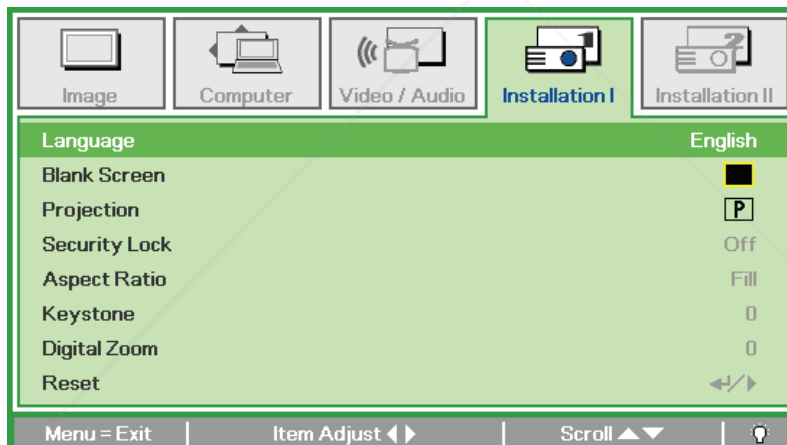 Image Computer Video / Audio Installation I Installation II
Language English
Blank Screen
Projection P
Security Lock Off
Aspect Ratio Fill
Keystone 0
Digital Zoom 0
Reset
Menu = Exit Item Adjust Scroll